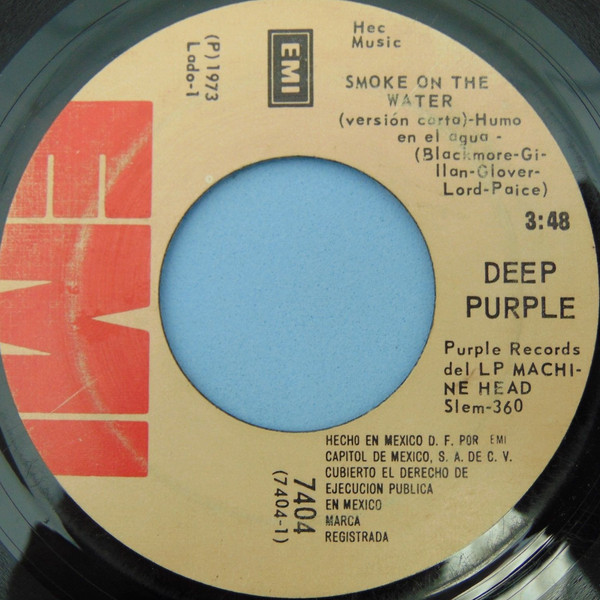 Hec
Music
SMOKE ON THE
WATER
(versión corta)-Humo
en el agua -
(Blackmore-Gi-
llan-Glover-
Lord-Paice)
3:48
DEEP
PURPLE
Purple Records
del LP MACHI-
NE HEAD
Slem-360
HECHO EN MEXICO D. F. POR EMI
CAPITOL DE MEXICO, S. A. DE C. V.
CUBIERTO EL DERECHO DE
EJECUCION PUBLICA
EN MEXICO
MARCA
REGISTRADA
7404
(7404-1)
EMI
(P) 1973
Lado-1
EMI